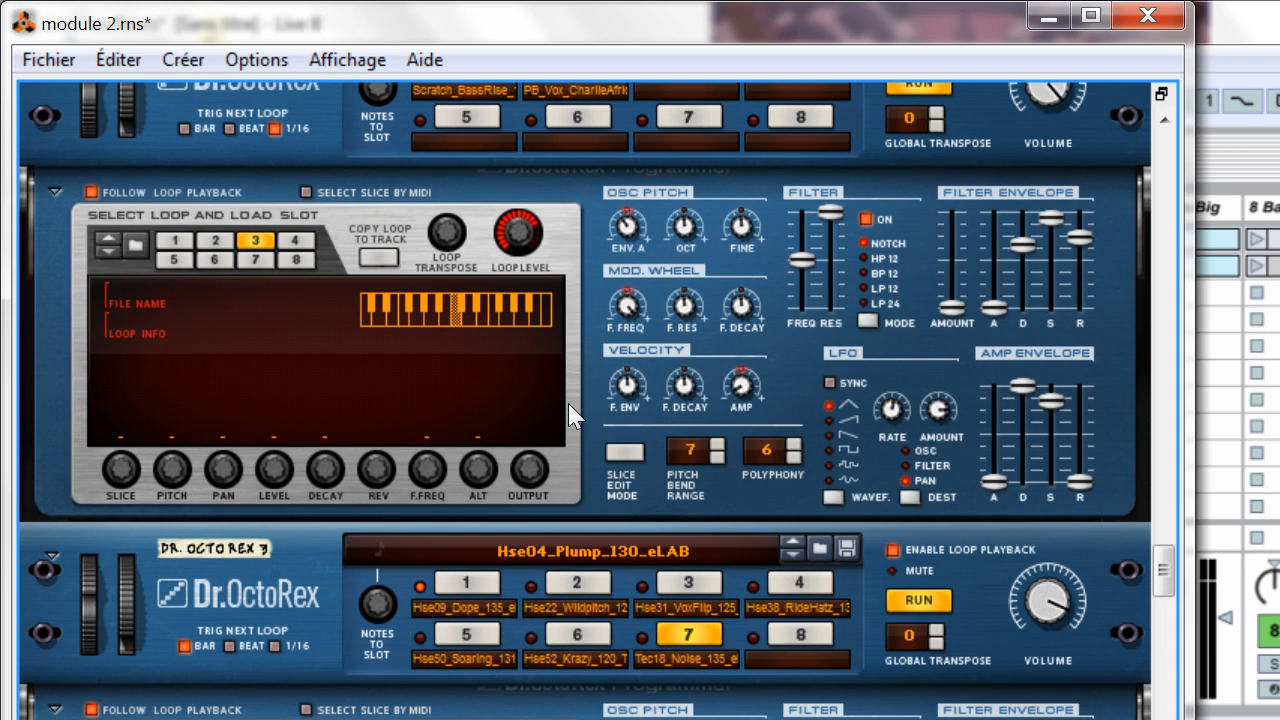 module 2.rns*
[Sans titre] - Live 8
Fichier Éditer Créer Options Affichage Aide
Dr.OctoRex
Scratch_BassRIse_ PB_Vox_CharlieAfrk
RUN
TRIG NEXT LOOP
BAR BEAT 1/16
NOTES TO SLOT
5 6 7 8
0
GLOBAL TRANSPOSE VOLUME
1
FOLLOW LOOP PLAYBACK SELECT SLICE BY MIDI
OSC PITCH FILTER FILTER ENVELOPE
SELECT LOOP AND LOAD SLOT
1 2 3 4
5 6 7 8
COPY LOOP TO TRACK
LOOP TRANSPOSE LOOP LEVEL
ENV. A OCT FINE
ON
NOTCH
HP 12
BP 12
LP 12
LP 24
MODE
FREQ RES
AMOUNT A D S R
MOD. WHEEL
F. FREQ F. RES F. DECAY
FILE NAME
LOOP INFO
VELOCITY
F. ENV F. DECAY AMP
LFO AMP ENVELOPE
SYNC
RATE AMOUNT
OSC
FILTER
PAN
WAVEF. DEST
A D S R
SLICE EDIT MODE
7
PITCH BEND RANGE
6
POLYPHONY
SLICE PITCH PAN LEVEL DECAY REV F.FREQ ALT OUTPUT
Big 8 Ba
DR. OCTO REX 3
Dr.OctoRex
Hse04_Plump_130_eLAB
ENABLE LOOP PLAYBACK
MUTE
RUN
1 2 3 4
Hse09_Dope_135_e Hse22_Wildpitch_12 Hse31_VoxFlip_125_ Hse38_RideHatz_13
TRIG NEXT LOOP
BAR BEAT 1/16
NOTES TO SLOT
5 6 7 8
Hse50_Soaring_131 Hse52_Krazy_120_T Tec18_Noise_135_e
0
GLOBAL TRANSPOSE VOLUME
8
S
FOLLOW LOOP PLAYBACK SELECT SLICE BY MIDI
OSC PITCH FILTER FILTER ENVELOPE